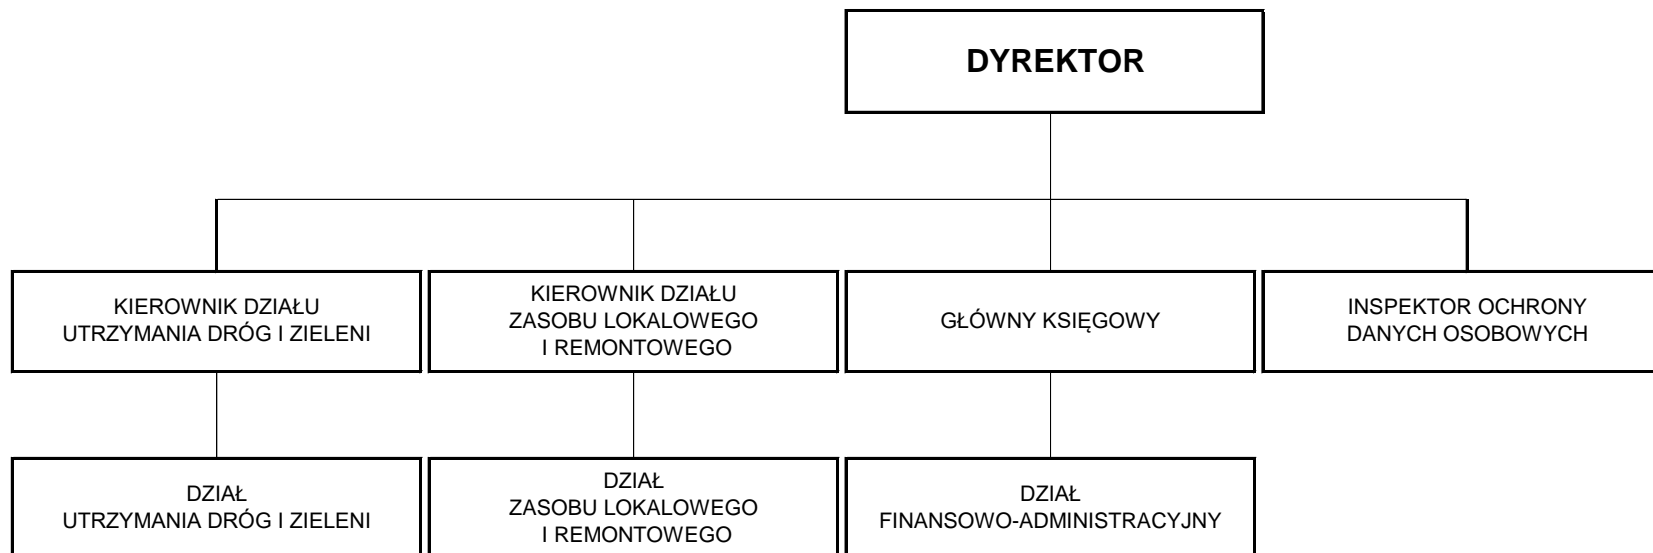 DYREKTOR
KIEROWNIK DZIAŁU
UTRZYMANIA DRÓG I ZIELENI
KIEROWNIK DZIAŁU
ZASOBU LOKALOWEGO
I REMONTOWEGO
GŁÓWNY KSIĘGOWY
INSPEKTOR OCHRONY
DANYCH OSOBOWYCH
DZIAŁ
UTRZYMANIA DRÓG I ZIELENI
DZIAŁ
ZASOBU LOKALOWEGO
I REMONTOWEGO
DZIAŁ
FINANSOWO-ADMINISTRACYJNY